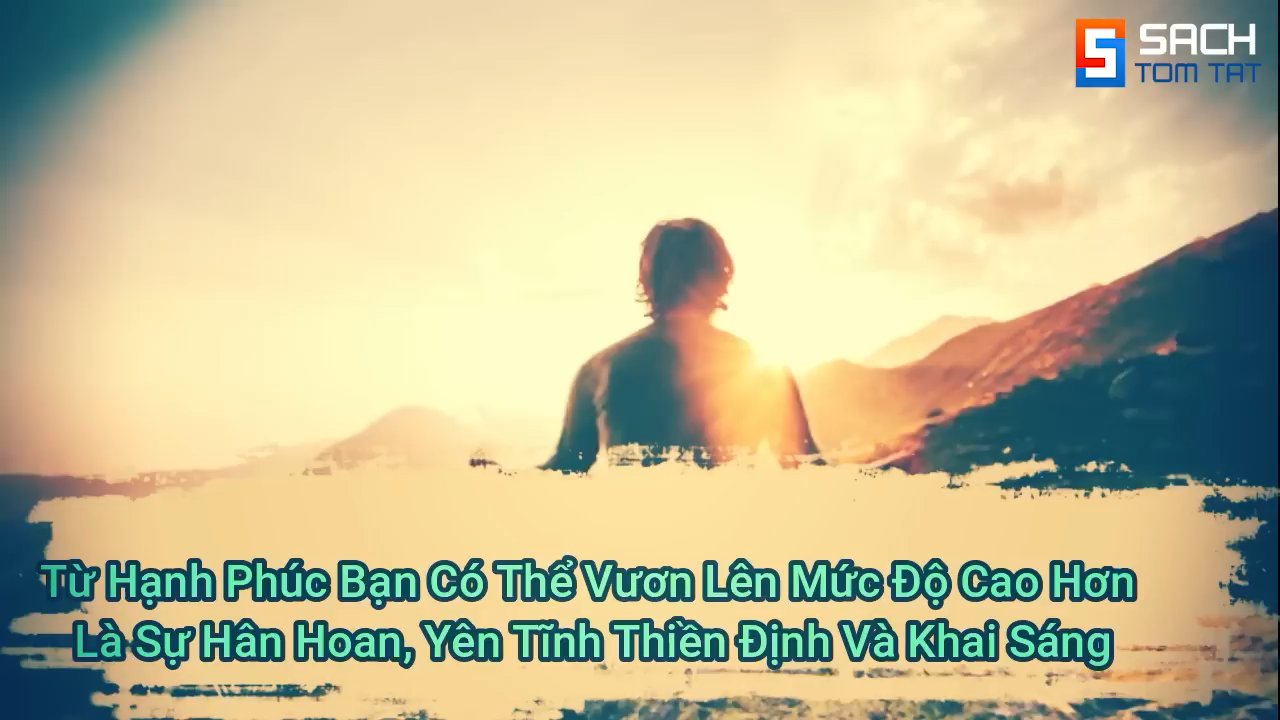 SACH
TOM TAT
Từ Hạnh Phúc Bạn Có Thể Vươn Lên Mức Độ Cao Hơn
Là Sự Hân Hoan, Yên Tĩnh Thiền Định Và Khai Sáng